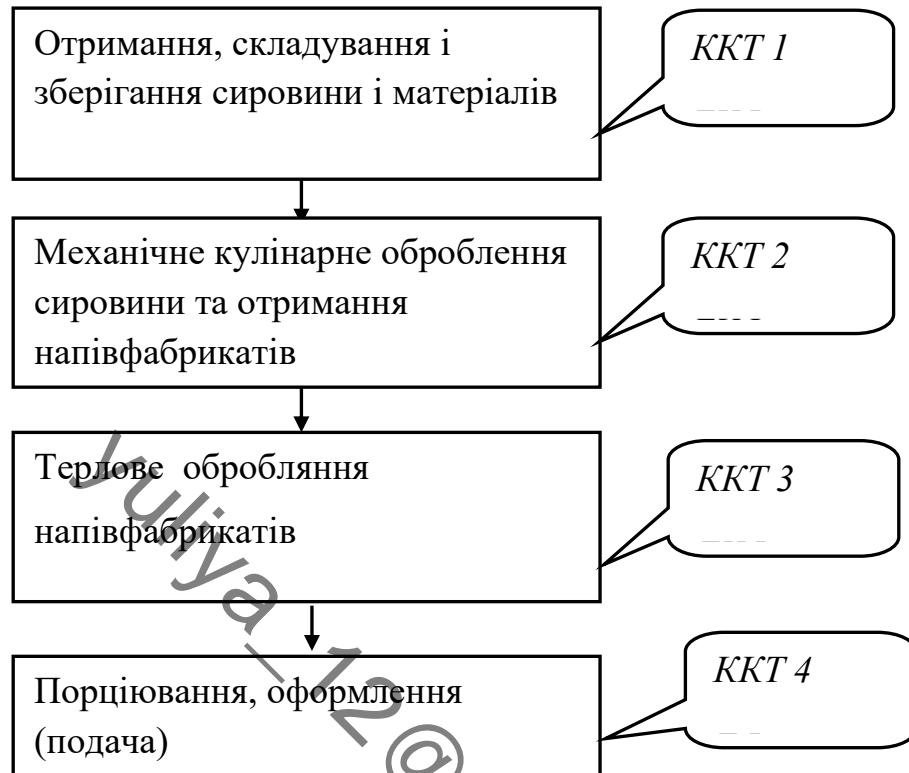 Отримання, складування і
зберігання сировини і матеріалів
ККТ 1
Механічне кулінарне оброблення
сировини та отримання
напівфабрикатів
ККТ 2
Терлове обробляння
напівфабрикатів
ККТ 3
Порціювання, оформлення
(подача)
ККТ 4
yuliya_12@